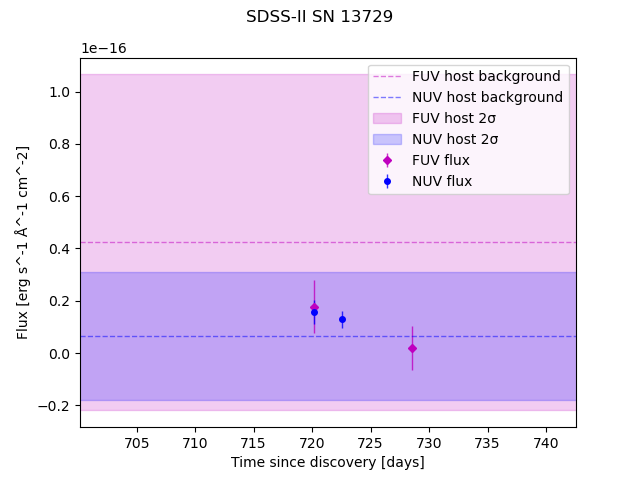 SDSS-II SN 13729
1e−16
FUV host background
NUV host background
FUV host 2σ
NUV host 2σ
FUV flux
NUV flux
1.0
0.8
0.6
0.4
0.2
0.0
−0.2
Flux [erg s^-1 Å^-1 cm^-2]
705 710 715 720 725 730 735 740
Time since discovery [days]